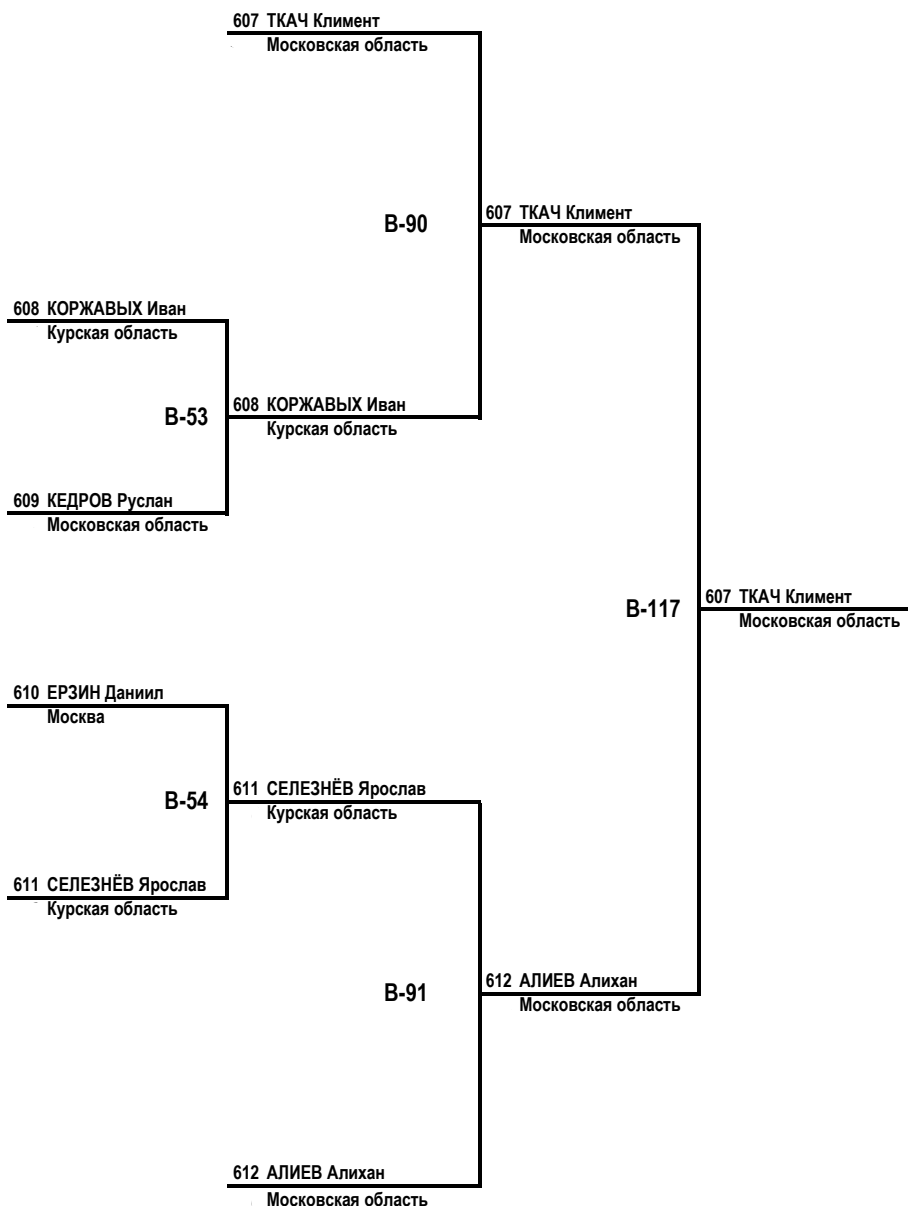 607 ТКАЧ Климент
Московская область
B-90
607 ТКАЧ Климент
Московская область
608 КОРЖАВЫХ Иван
Курская область
B-53
608 КОРЖАВЫХ Иван
Курская область
609 КЕДРОВ Руслан
Московская область
B-117
607 ТКАЧ Климент
Московская область
610 ЕРЗИН Даниил
Москва
B-54
611 СЕЛЕЗНЁВ Ярослав
Курская область
611 СЕЛЕЗНЁВ Ярослав
Курская область
B-91
612 АЛИЕВ Алихан
Московская область
612 АЛИЕВ Алихан
Московская область